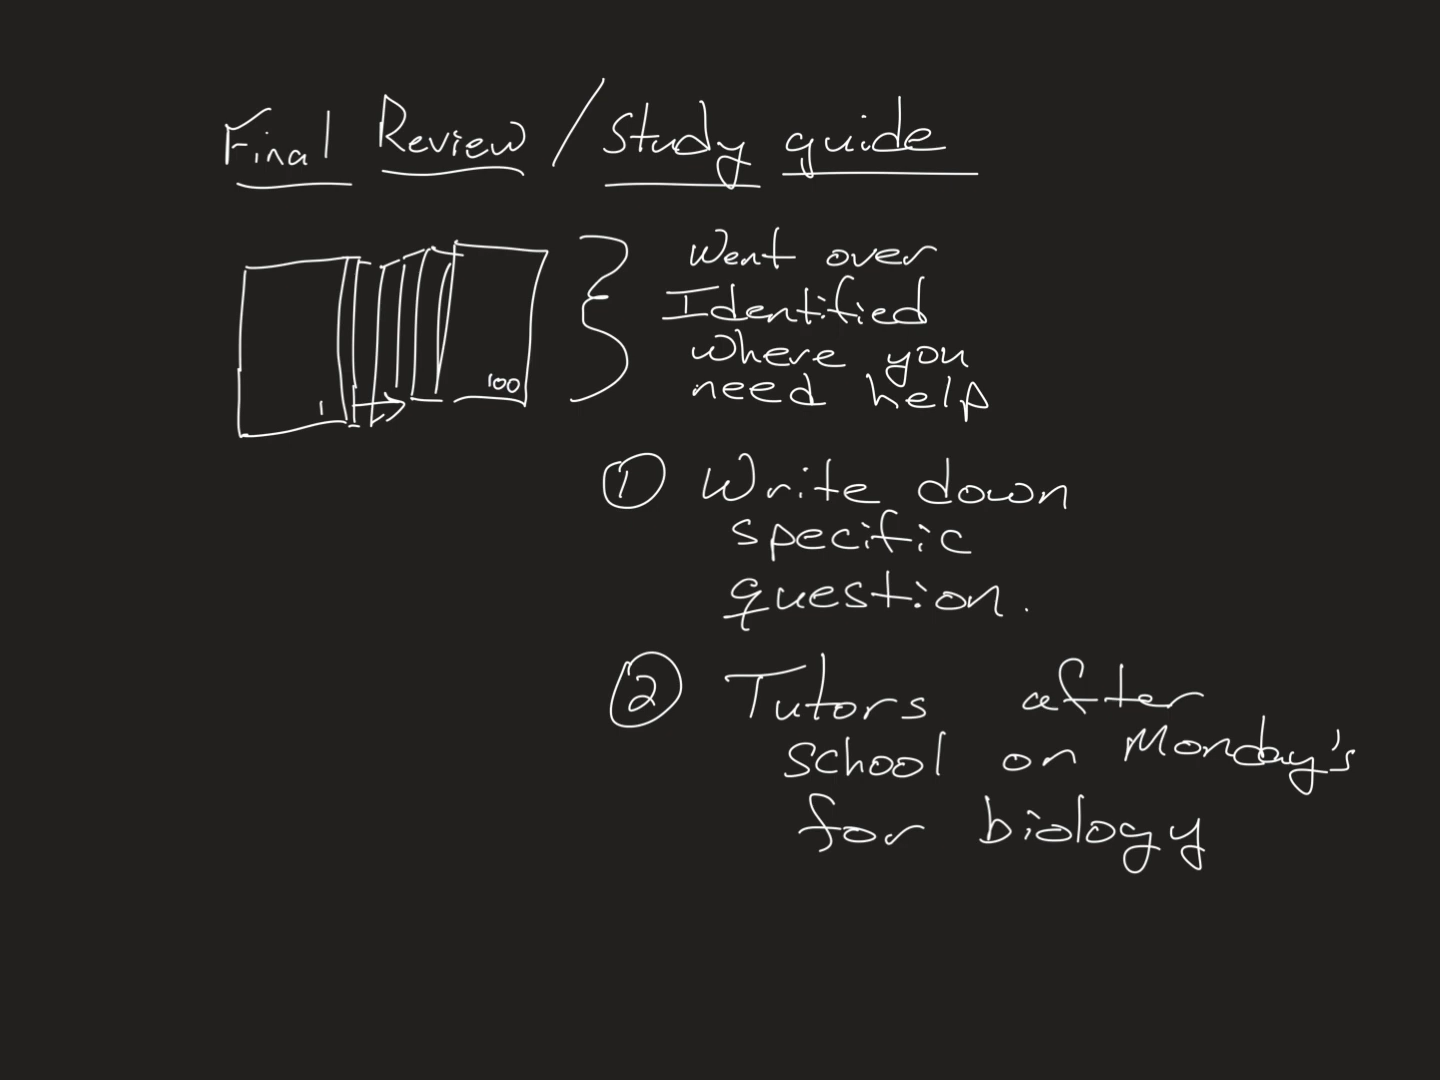 Final Review / Study guide
Went over
Identified
where you
need help
1
100
① Write down
specific
question.
② Tutors after
school on Monday's
for biology